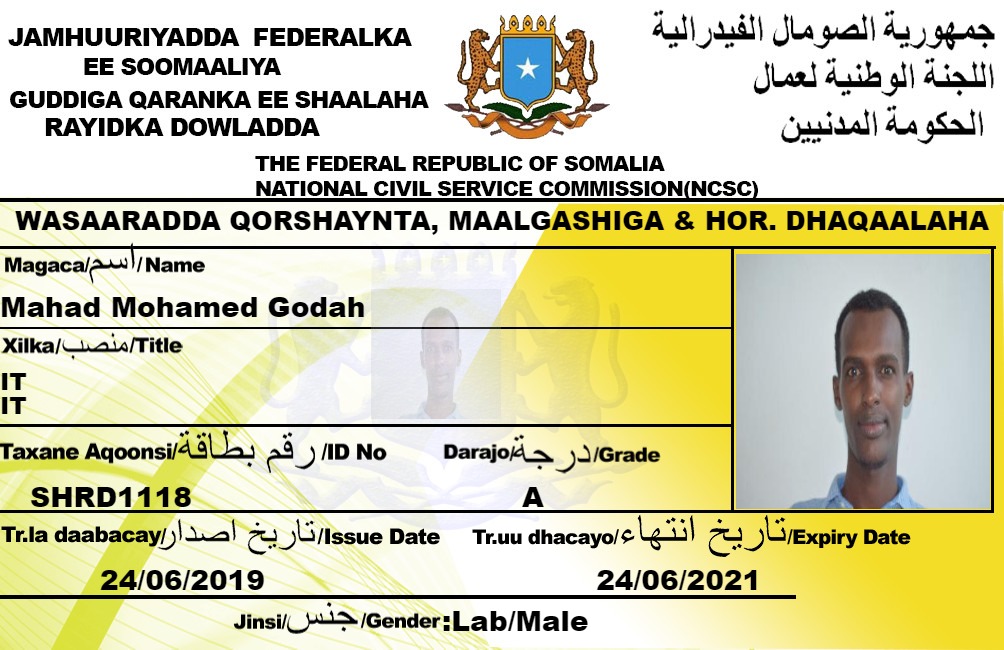 JAMHUURIYADDA FEDERALKA
EE SOOMAALIYA
GUDDIGA QARANKA EE SHAALAHA
RAYIDKA DOWLADDA
جمهورية الصومال الفيدرالية
اللجنة الوطنية لعمال
الحكومة المدنيين
THE FEDERAL REPUBLIC OF SOMALIA
NATIONAL CIVIL SERVICE COMMISSION(NCSC)
WASAARADDA QORSHAYNTA, MAALGASHIGA & HOR. DHAQAALAHA
Magaca/اسم/Name
Mahad Mohamed Godah
Xilka/منصب/Title
IT
IT
Taxane Aqoonsi/رقم بطاقة/ID No
Darajo/درجة/Grade
SHRD1118
A
Tr.la daabacay/تاريخ اصدار/Issue Date
Tr.uu dhacayo/تاريخ انتهاء/Expiry Date
24/06/2019
24/06/2021
Jinsi/جنس/Gender:Lab/Male